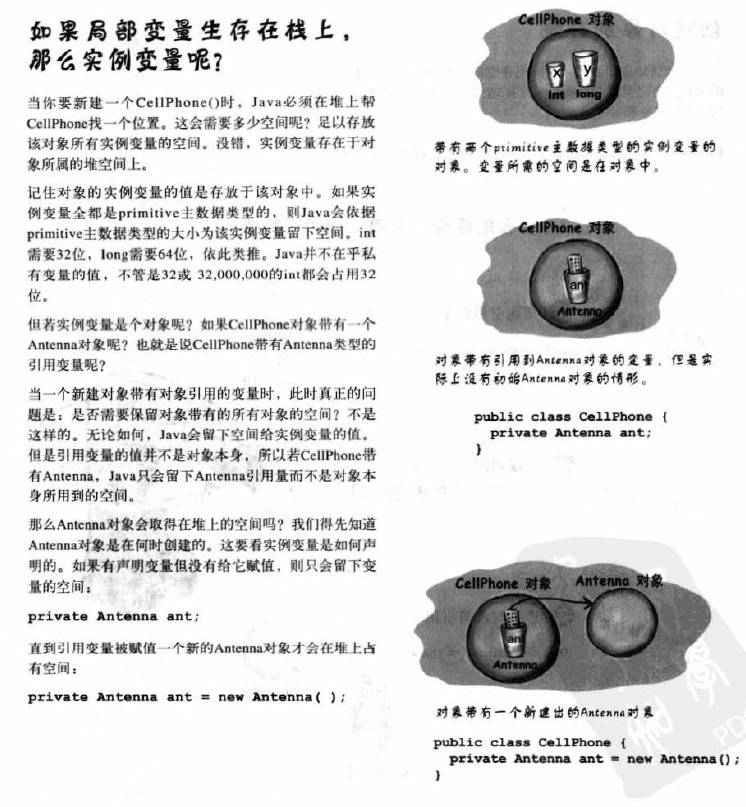 如果局部变量生存在栈上，
那么实例变量呢？
当你要新建一个CellPhone()时，Java必须在堆上帮
CellPhone找一个位置。这会需要多少空间呢？足以存放
该对象所有实例变量的空间。没错，实例变量存在于对
象所属的堆空间上。
记住对象的实例变量的值是存放于该对象中。如果实
例变量全都是primitive主数据类型的，则Java会依据
primitive主数据类型的大小为该实例变量留下空间。int
需要32位，long需要64位，依此类推。Java并不在乎私
有变量的值，不管是32或 32,000,000的int都会占用32
位。
但若实例变量是个对象呢？如果CellPhone对象带有一个
Antenna对象呢？也就是说CellPhone带有Antenna类型的
引用变量呢？
当一个新建对象带有对象引用的变量时，此时真正的问
题是：是否需要保留对象带有的所有对象的空间？不是
这样的。无论如何，Java会留下空间给实例变量的值。
但是引用变量的值并不是对象本身，所以若CellPhone带
有Antenna，Java只会留下Antenna引用量而不是对象本
身所用到的空间。
那么Antenna对象会取得在堆上的空间吗？我们得先知道
Antenna对象是在何时创建的。这要看实例变量是如何声
明的。如果有声明变量但没有给它赋值，则只会留下变
量的空间：
private Antenna ant;
直到引用变量被赋值一个新的Antenna对象才会在堆上占
有空间：
private Antenna ant = new Antenna( );
CellPhone 对象
x
y
int long
带有两个primitive主数据类型的实例变量的
对象。变量所需的空间是在对象中。
CellPhone 对象
ant
Antenna
对象带有引用到Antenna对象的变量，但是实
际上没有初始Antenna对象的情形。
public class CellPhone {
private Antenna ant;
}
CellPhone 对象 Antenna 对象
ant
Antenna
对象带有一个新建出的Antenna对象
public class CellPhone {
private Antenna ant = new Antenna();
}
PD